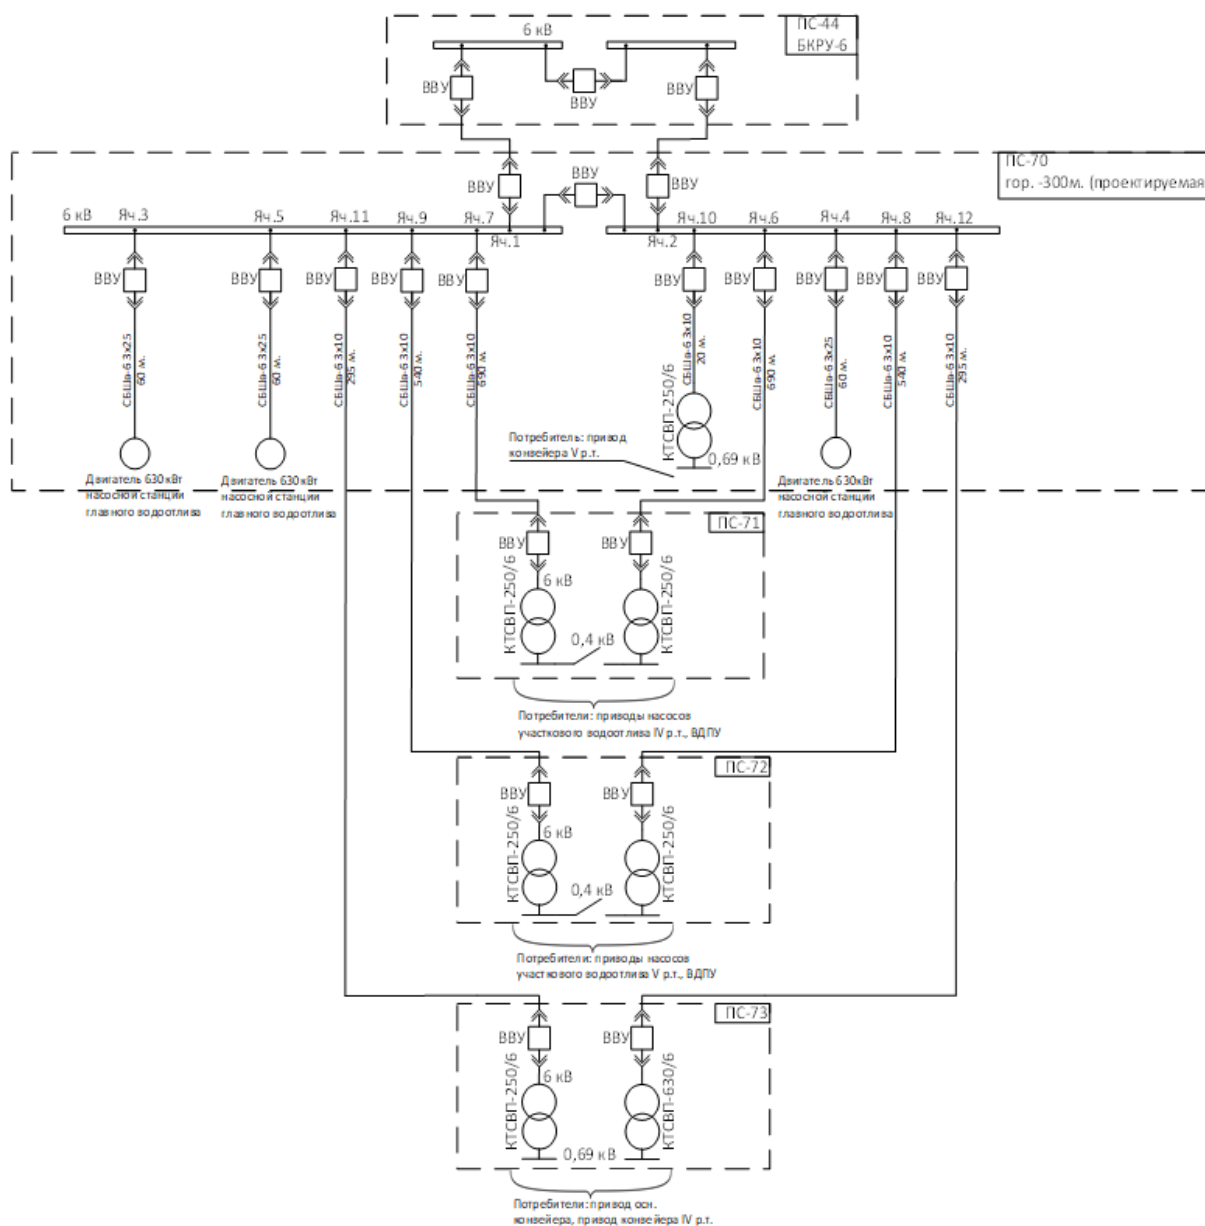 ПС-44
БКРУ-6
6 кВ
ВВУ
ВВУ
ВВУ
ПС-70
гор. -300м. (проектируемая
ВВУ
ВВУ
ВВУ
6 кВ
Яч.3
Яч.5
Яч.11
Яч.9
Яч.7
Яч.1
Яч.2
Яч.10
Яч.6
Яч.4
Яч.8
Яч.12
ВВУ
ВВУ
ВВУ
ВВУ
ВВУ
ВВУ
ВВУ
ВВУ
ВВУ
ВВУ
СБШв-6 3х25
60 м.
СБШв-6 3х25
60 м.
СБШв-6 3х10
295 м.
СБШв-6 3х10
540 м.
СБШв-6 3х10
690 м.
СБШв-6 3х10
20 м.
СБШв-6 3х10
690 м.
СБШв-6 3х25
60 м.
СБШв-6 3х10
540 м.
СБШв-6 3х10
295 м.
КТСВП-250/6
0,69 кВ
Потребитель: привод
конвейера V р.т.
Двигатель 630кВт
насосной станции
главного водоотлива
Двигатель 630кВт
насосной станции
главного водоотлива
Двигатель 630кВт
насосной станции
главного водоотлива
ПС-71
ВВУ
ВВУ
КТСВП-250/6
6 кВ
КТСВП-250/6
0,4 кВ
Потребители: приводы насосов
участкового водоотлива IV р.т., ВДПУ
ПС-72
ВВУ
ВВУ
КТСВП-250/6
6 кВ
КТСВП-250/6
0,4 кВ
Потребители: приводы насосов
участкового водоотлива V р.т., ВДПУ
ПС-73
ВВУ
ВВУ
КТСВП-250/6
6 кВ
КТСВП-630/6
0,69 кВ
Потребители: привод осн.
конвейера, привод конвейера IV р.т.